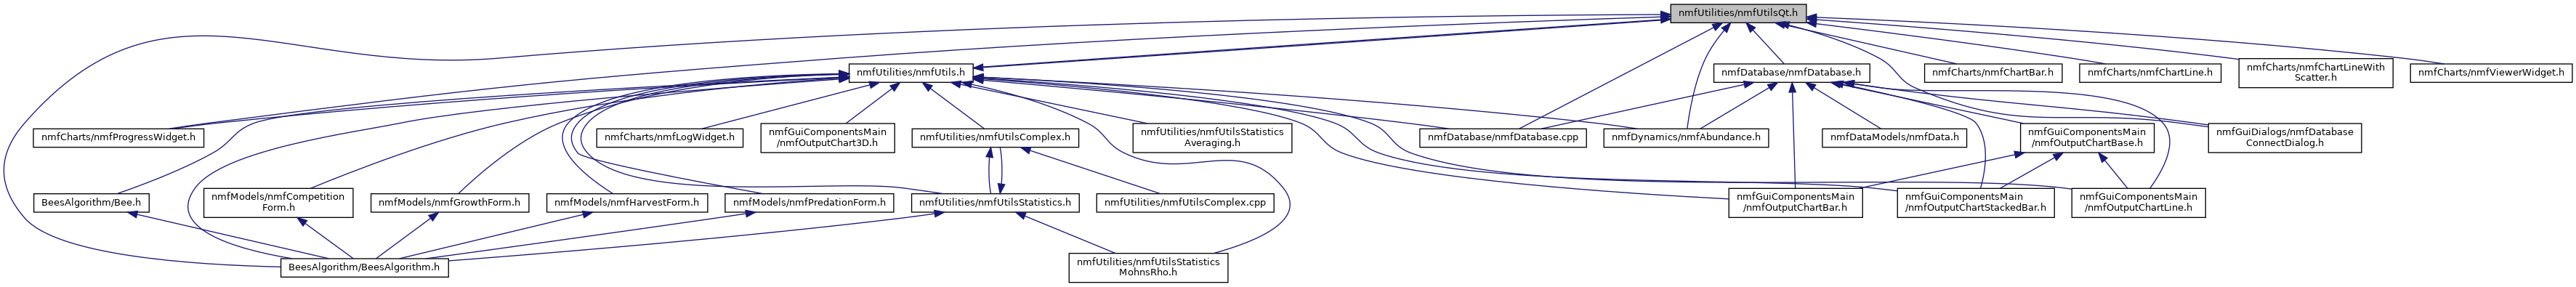 nmfUtilities/nmfUtilsQt.h
nmfUtilities/nmfUtils.h
nmfDatabase/nmfDatabase.h
nmfCharts/nmfChartBar.h
nmfCharts/nmfChartLine.h
nmfCharts/nmfChartLineWith
Scatter.h
nmfCharts/nmfViewerWidget.h
nmfCharts/nmfProgressWidget.h
nmfCharts/nmfLogWidget.h
nmfGuiComponentsMain
/nmfOutputChart3D.h
nmfUtilities/nmfUtilsComplex.h
nmfUtilities/nmfUtilsStatistics
Averaging.h
nmfDatabase/nmfDatabase.cpp
nmfDynamics/nmfAbundance.h
nmfDataModels/nmfData.h
nmfGuiComponentsMain
/nmfOutputChartBase.h
nmfGuiDialogs/nmfDatabase
ConnectDialog.h
BeesAlgorithm/Bee.h
nmfModels/nmfCompetition
Form.h
nmfModels/nmfGrowthForm.h
nmfModels/nmfHarvestForm.h
nmfModels/nmfPredationForm.h
nmfUtilities/nmfUtilsStatistics.h
nmfUtilities/nmfUtilsComplex.cpp
nmfGuiComponentsMain
/nmfOutputChartBar.h
nmfGuiComponentsMain
/nmfOutputChartStackedBar.h
nmfGuiComponentsMain
/nmfOutputChartLine.h
BeesAlgorithm/BeesAlgorithm.h
nmfUtilities/nmfUtilsStatistics
MohnsRho.h